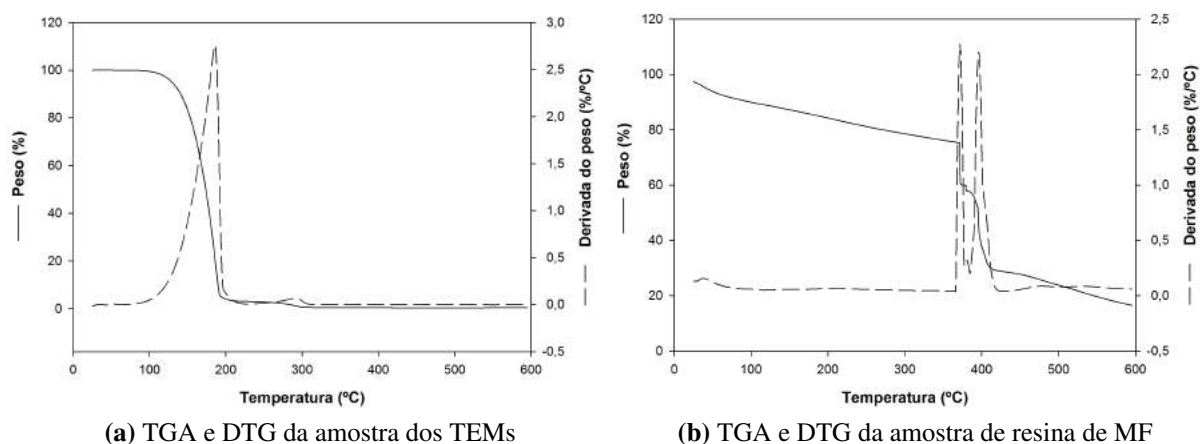 120
100
80
60
40
20
0
Peso (%)
3,0
2,5
2,0
1,5
1,0
0,5
0,0
-0,5
Derivada do peso (%/ºC)
0 100 200 300 400 500 600
Temperatura (ºC)
(a) TGA e DTG da amostra dos TEMs
120
100
80
60
40
20
0
Peso (%)
2,5
2,0
1,5
1,0
0,5
0,0
-0,5
Derivada do peso (%/ºC)
0 100 200 300 400 500 600
Temperatura (ºC)
(b) TGA e DTG da amostra de resina de MF